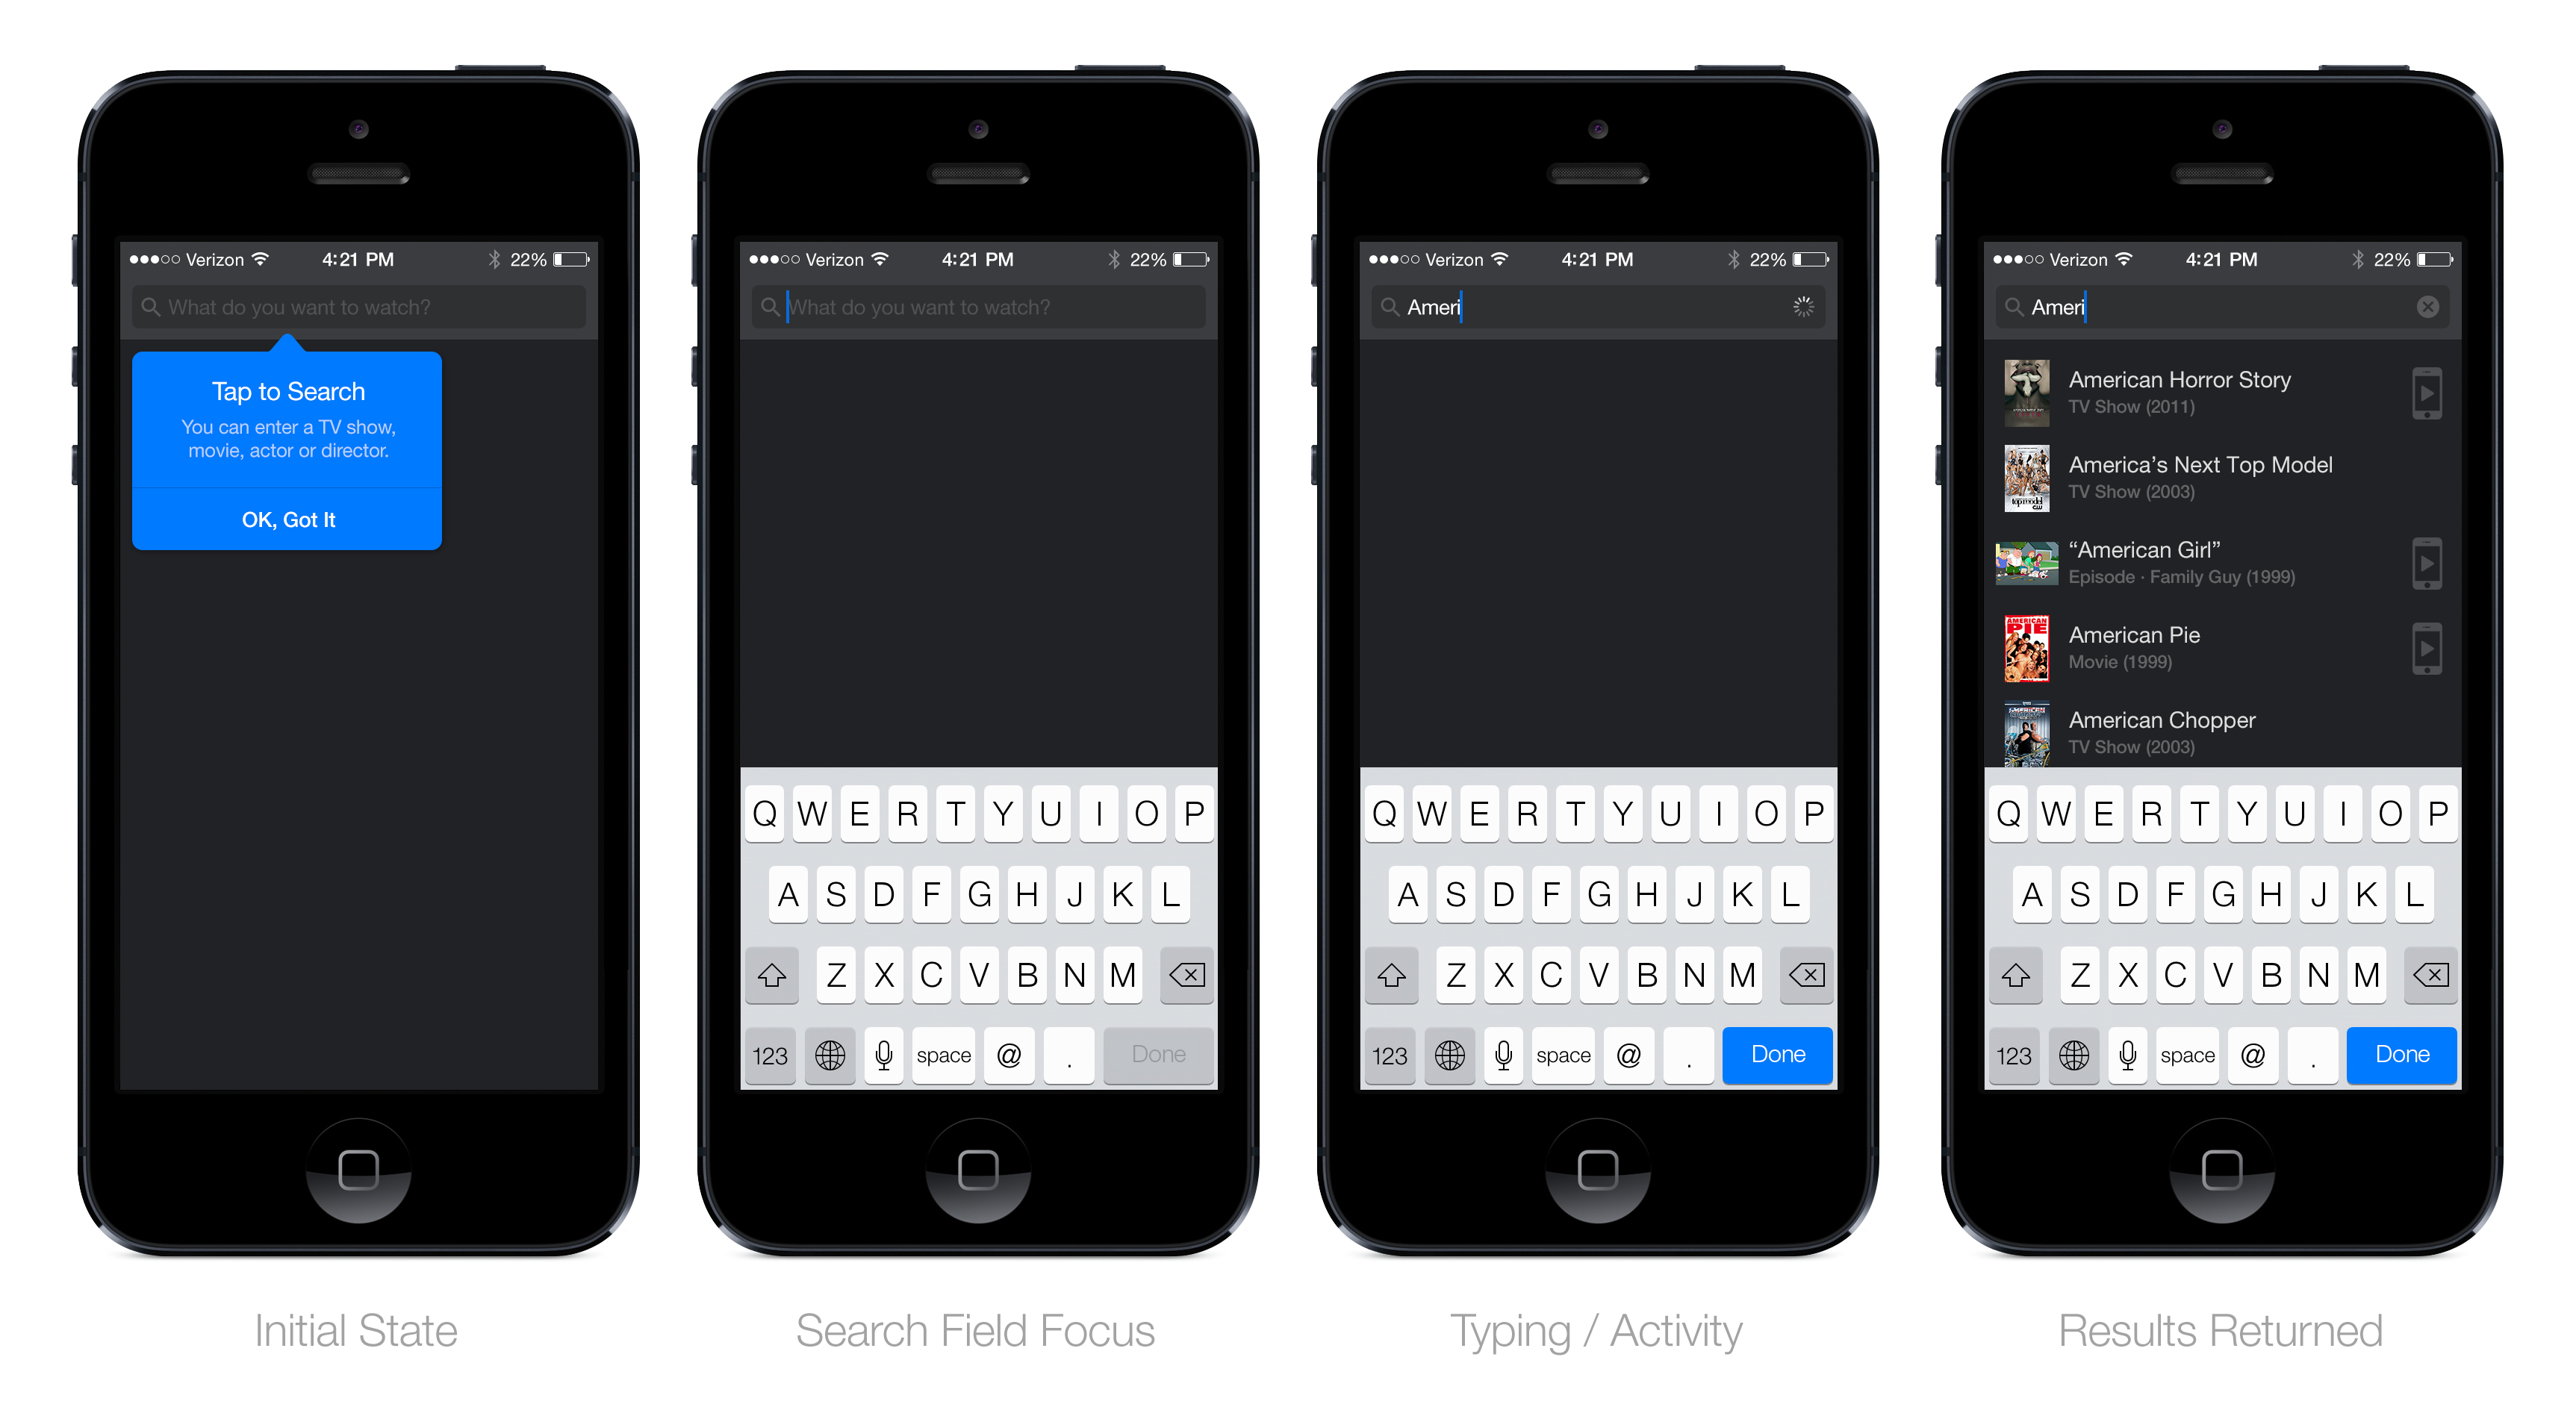 Verizon 4:21 PM 22%
What do you want to watch?
Tap to Search
You can enter a TV show,
movie, actor or director.
OK, Got It
Initial State
Verizon 4:21 PM 22%
What do you want to watch?
Q W E R T Y U I O P
A S D F G H J K L
Z X C V B N M
123 space @ . Done
Search Field Focus
Verizon 4:21 PM 22%
Ameri
Q W E R T Y U I O P
A S D F G H J K L
Z X C V B N M
123 space @ . Done
Typing / Activity
Verizon 4:21 PM 22%
Ameri
American Horror Story
TV Show (2011)
America’s Next Top Model
TV Show (2003)
top model
“American Girl”
Episode · Family Guy (1999)
AMERICAN
PIE
American Pie
Movie (1999)
American Chopper
TV Show (2003)
Q W E R T Y U I O P
A S D F G H J K L
Z X C V B N M
123 space @ . Done
Results Returned